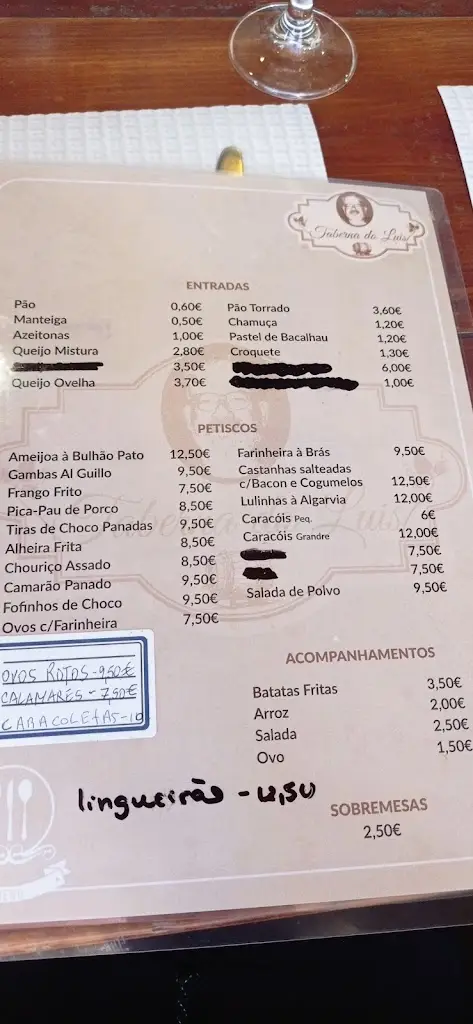 Taberna do Luis
ENTRADAS
Pão 0,60€
Manteiga 0,50€
Azeitonas 1,00€
Queijo Mistura 2,80€
3,50€
Queijo Ovelha 3,70€
Pão Torrado 3,60€
Chamuça 1,20€
Pastel de Bacalhau 1,20€
Croquete 1,30€
6,00€
1,00€
PETISCOS
Ameijoa à Bulhão Pato 12,50€
Gambas Al Guillo 9,50€
Frango Frito 7,50€
Pica-Pau de Porco 8,50€
Tiras de Choco Panadas 9,50€
Alheira Frita 8,50€
Chouriço Assado 8,50€
Camarão Panado 9,50€
Fofinhos de Choco 9,50€
Ovos c/Farinheira 7,50€
Farinheira à Brás 9,50€
Castanhas salteadas
c/Bacon e Cogumelos 12,50€
Lulinhas à Algarvia 12,00€
Caracóis Peq. 6€
Caracóis Grandre 12,00€
7,50€
7,50€
Salada de Polvo 9,50€
OVOS ROTOS - 9,50€
CALAMARES - 7,50€
CARACOLETAS - 10
ACOMPANHAMENTOS
Batatas Fritas 3,50€
Arroz 2,00€
Salada 2,50€
Ovo 1,50€
lingueirão - 12,50
SOBREMESAS
2,50€